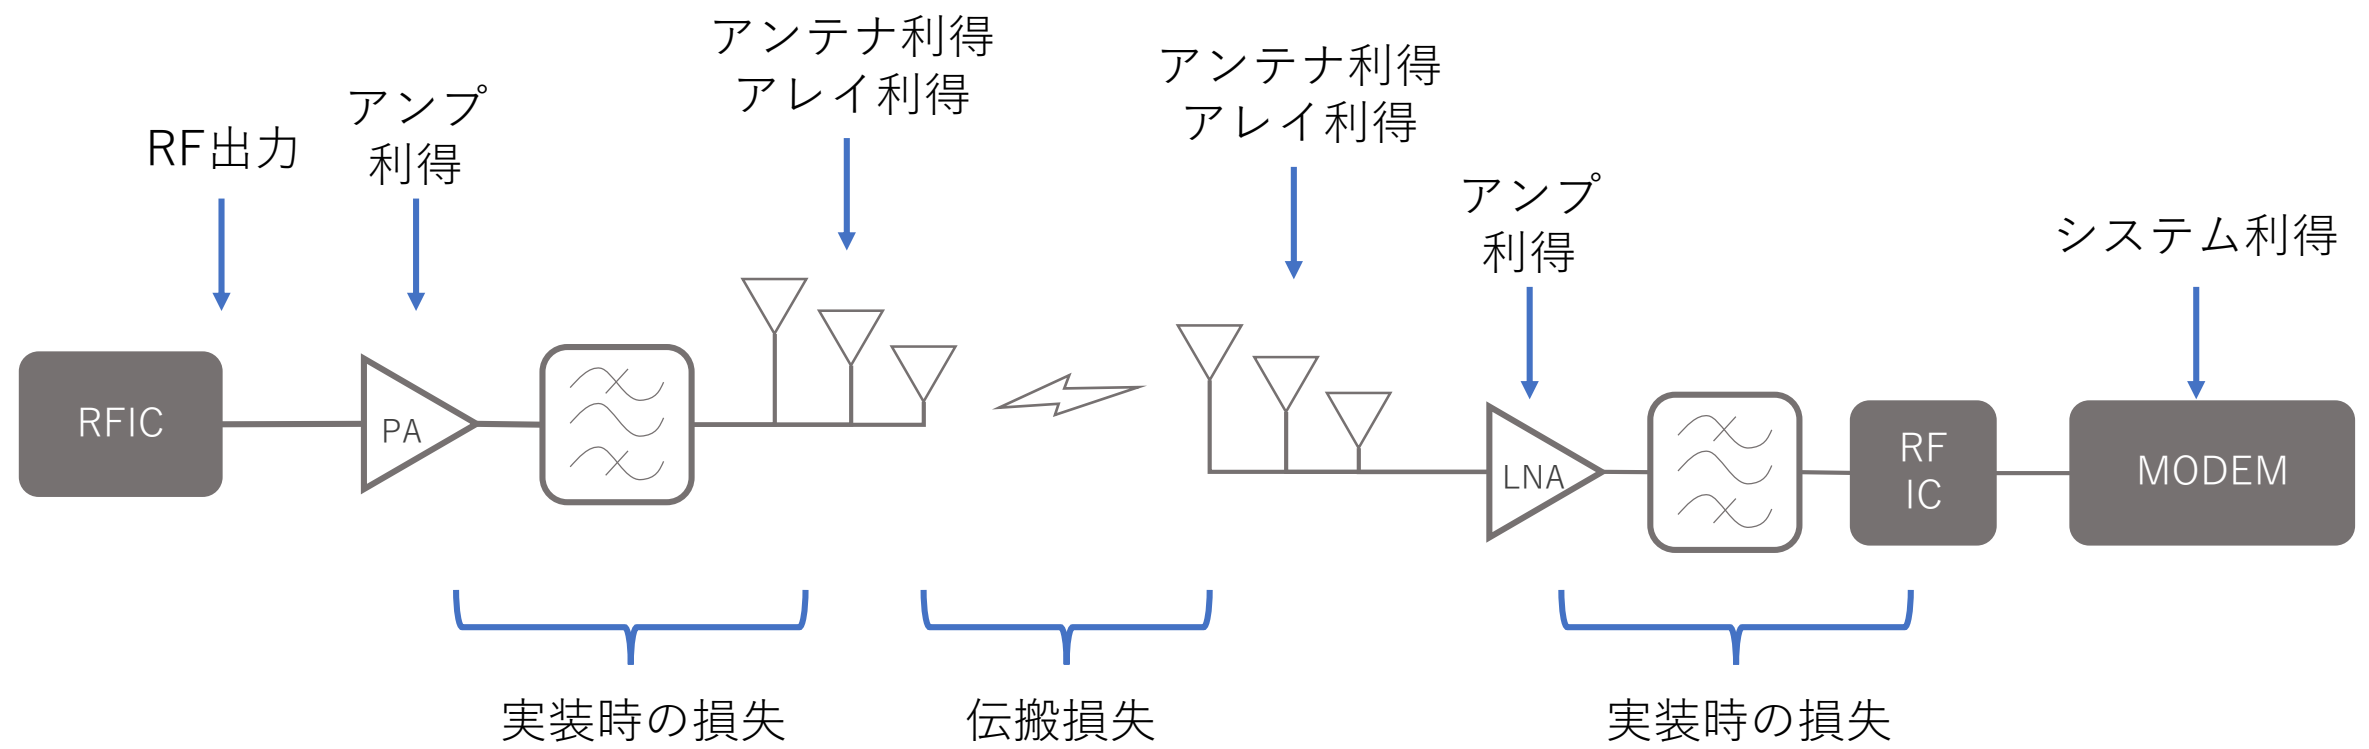 RF出力
アンプ
利得
アンテナ利得
アレイ利得
アンテナ利得
アレイ利得
アンプ
利得
システム利得
RFIC
PA
LNA
RF
IC
MODEM
実装時の損失
伝搬損失
実装時の損失